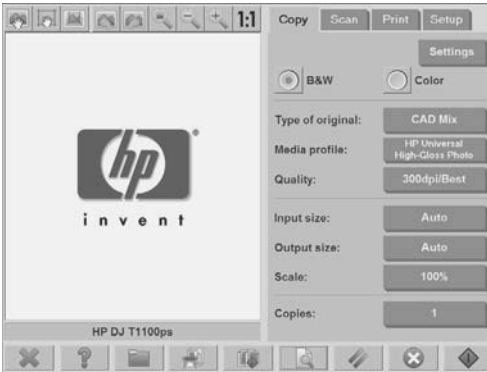 1:1
Copy Scan Print Setup
Settings
B&W Color
Type of original: CAD Mix
Media profile: HP Universal
High-Gloss Photo
Quality: 300dpi/Best
hp
invent
Input size: Auto
Output size: Auto
Scale: 100%
Copies: 1
HP DJ T1100ps